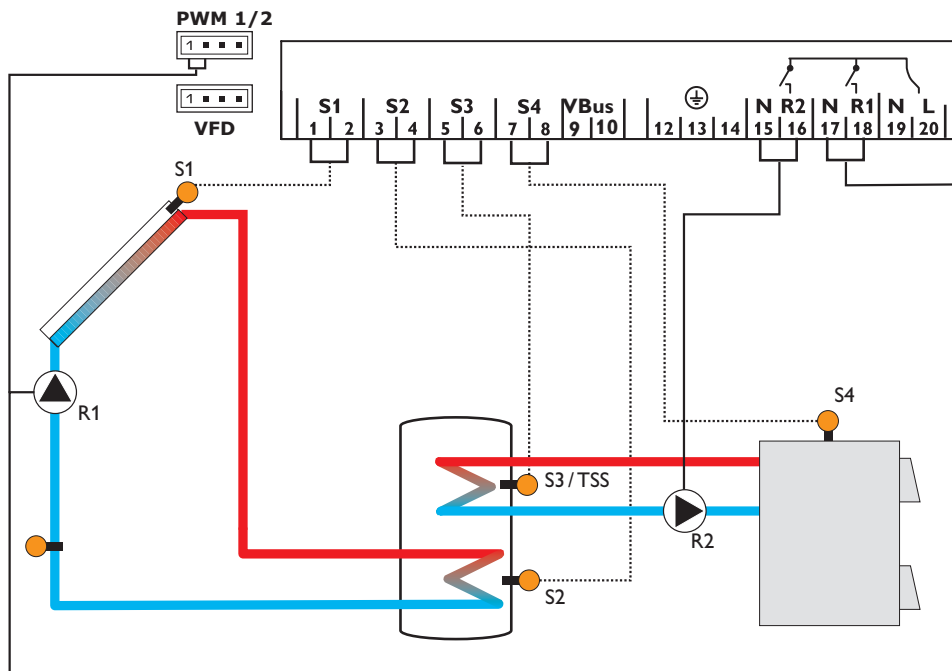 PWM 1/2
1
1
VFD
S1 S2 S3 S4 VBus N R2 N R1 N L
1 2 3 4 5 6 7 8 9 10 12 13 14 15 16 17 18 19 20
S1
R1
S4
S3 / TSS
R2
S2